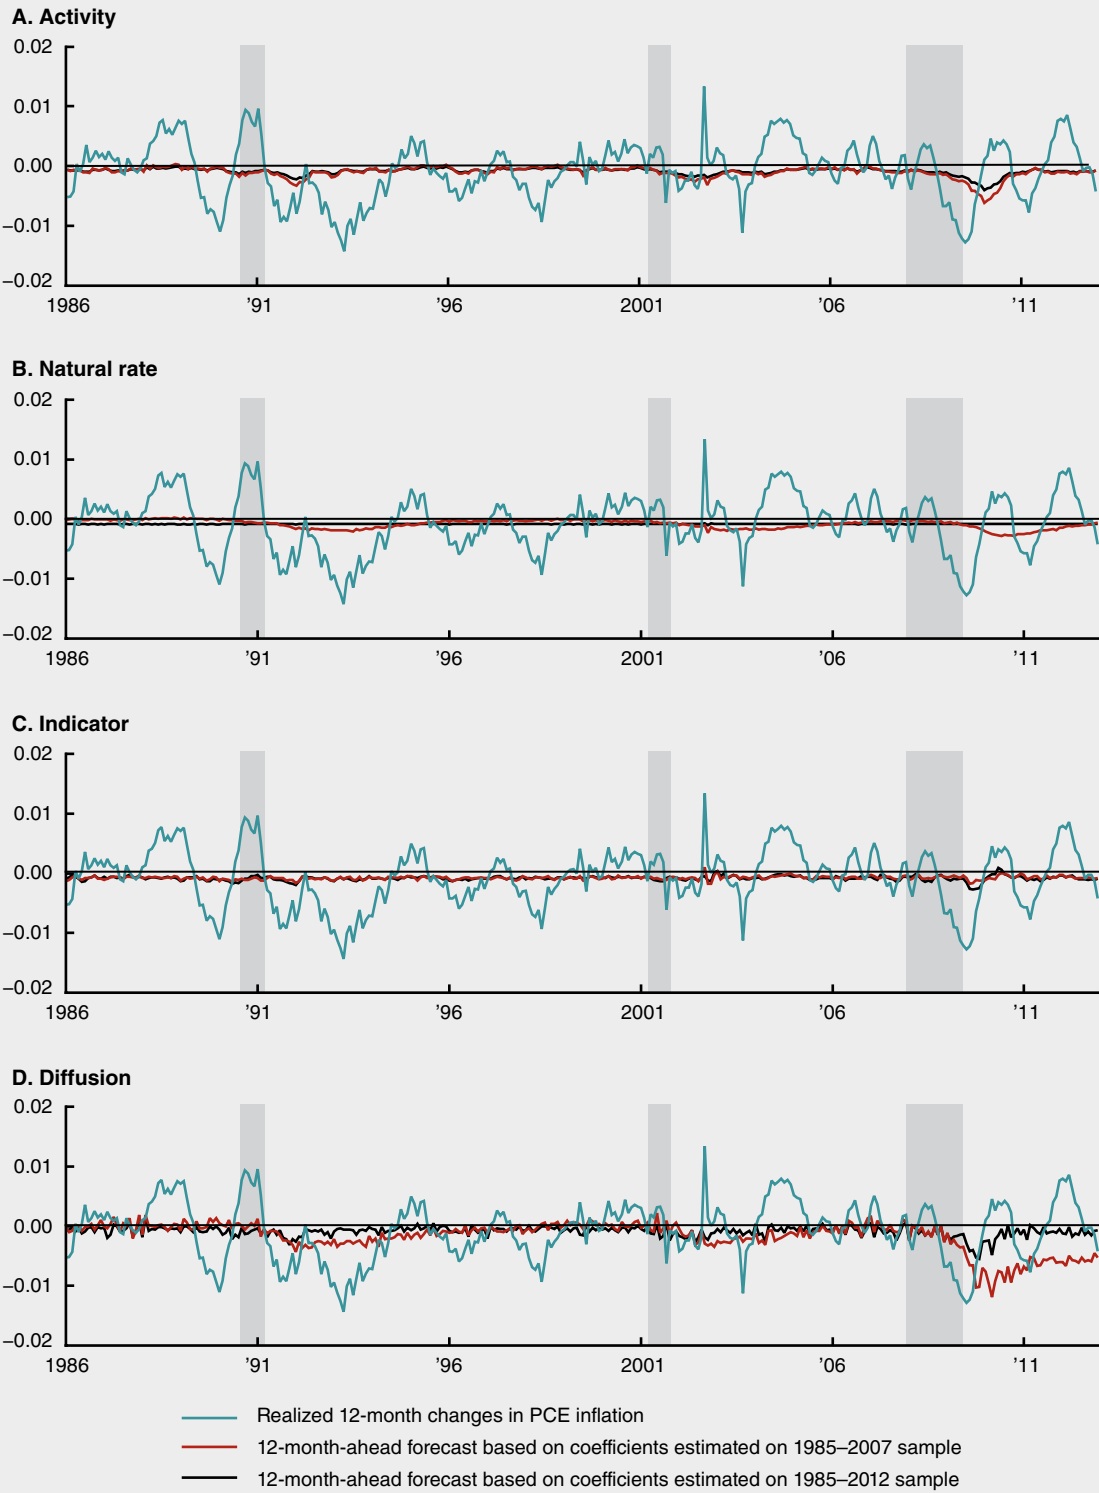 A. Activity
0.02
0.01
0.00
−0.01
−0.02
1986 '91 '96 2001 '06 '11
B. Natural rate
0.02
0.01
0.00
−0.01
−0.02
1986 '91 '96 2001 '06 '11
C. Indicator
0.02
0.01
0.00
−0.01
−0.02
1986 '91 '96 2001 '06 '11
D. Diffusion
0.02
0.01
0.00
−0.01
−0.02
1986 '91 '96 2001 '06 '11
Realized 12-month changes in PCE inflation
12-month-ahead forecast based on coefficients estimated on 1985–2007 sample
12-month-ahead forecast based on coefficients estimated on 1985–2012 sample